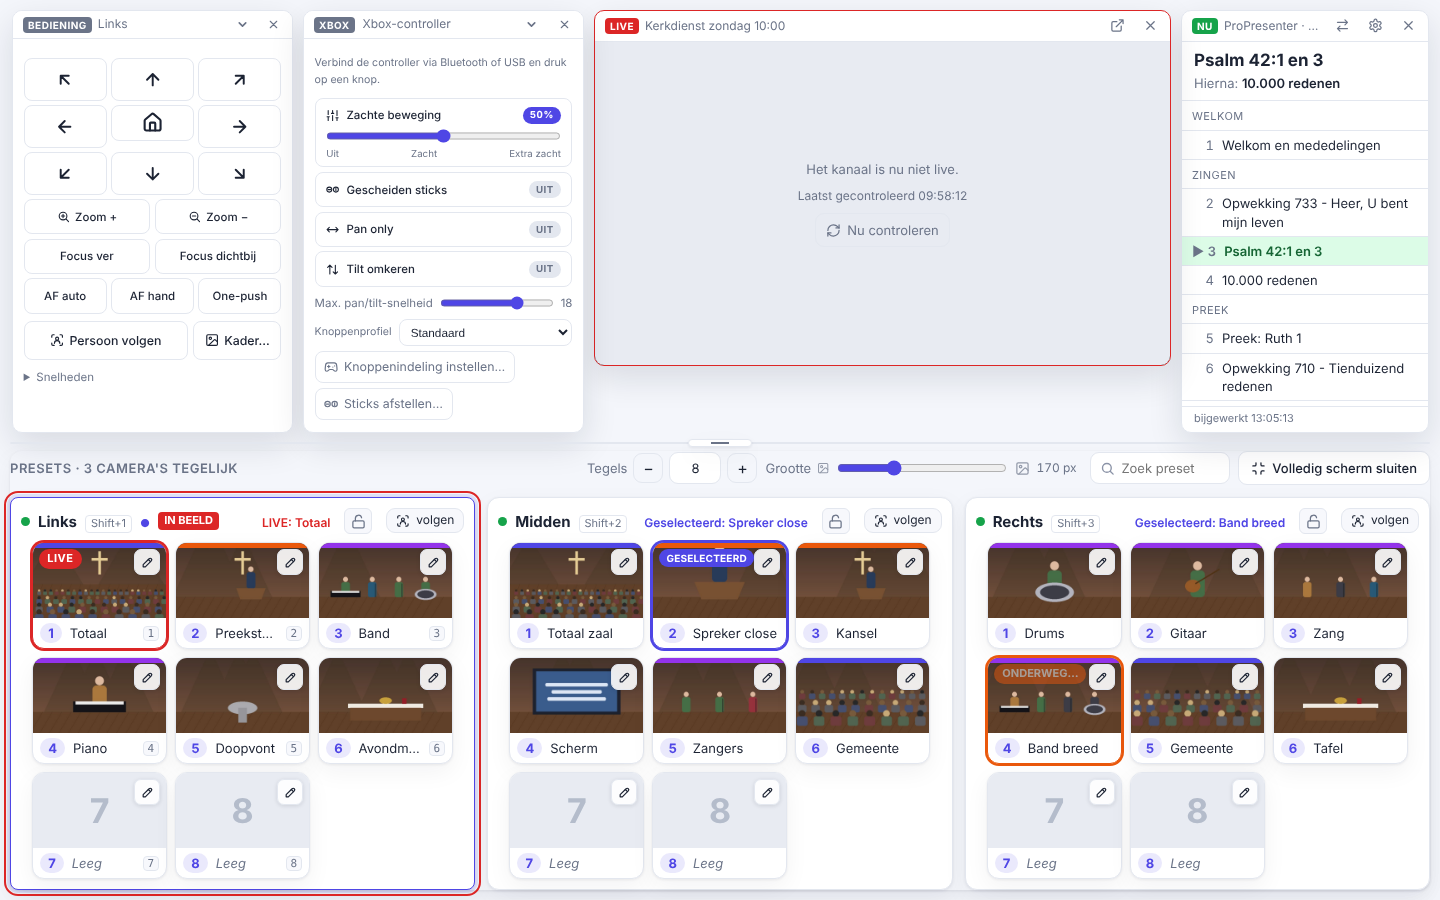 BEDIENING Links
Zoom +
Zoom −
Focus ver
Focus dichtbij
AF auto
AF hand
One-push
Persoon volgen
Kader...
Snelheden
XBOX Xbox-controller
Verbind de controller via Bluetooth of USB en druk
op een knop.
Zachte beweging 50%
Uit Zacht Extra zacht
Gescheiden sticks UIT
Pan only UIT
Tilt omkeren UIT
Max. pan/tilt-snelheid 18
Knoppenprofiel Standaard
Knoppenindeling instellen...
Sticks afstellen...
LIVE Kerkdienst zondag 10:00
Het kanaal is nu niet live.
Laatst gecontroleerd 09:58:12
Nu controleren
NU ProPresenter · ...
Psalm 42:1 en 3
Hierna: 10.000 redenen
WELKOM
1 Welkom en mededelingen
ZINGEN
2 Opwekking 733 - Heer, U bent
mijn leven
3 Psalm 42:1 en 3
4 10.000 redenen
PREEK
5 Preek: Ruth 1
6 Opwekking 710 - Tienduizend
redenen
bijgewerkt 13:05:13
PRESETS · 3 CAMERA'S TEGELIJK
Tegels − 8 + Grootte 170 px
Zoek preset
Volledig scherm sluiten
Links Shift+1 IN BEELD LIVE: Totaal volgen
LIVE
1 Totaal 1
2 Preekst... 2
3 Band 3
4 Piano 4
5 Doopvont 5
6 Avondm... 6
7
8
7 Leeg 7
8 Leeg 8
Midden Shift+2 Geselecteerd: Spreker close volgen
GESELECTEERD
1 Totaal zaal
2 Spreker close
3 Kansel
4 Scherm
5 Zangers
6 Gemeente
7
8
7 Leeg
8 Leeg
Rechts Shift+3 Geselecteerd: Band breed volgen
1 Drums
2 Gitaar
3 Zang
ONDERWEG...
4 Band breed
5 Gemeente
6 Tafel
7
8
7 Leeg
8 Leeg